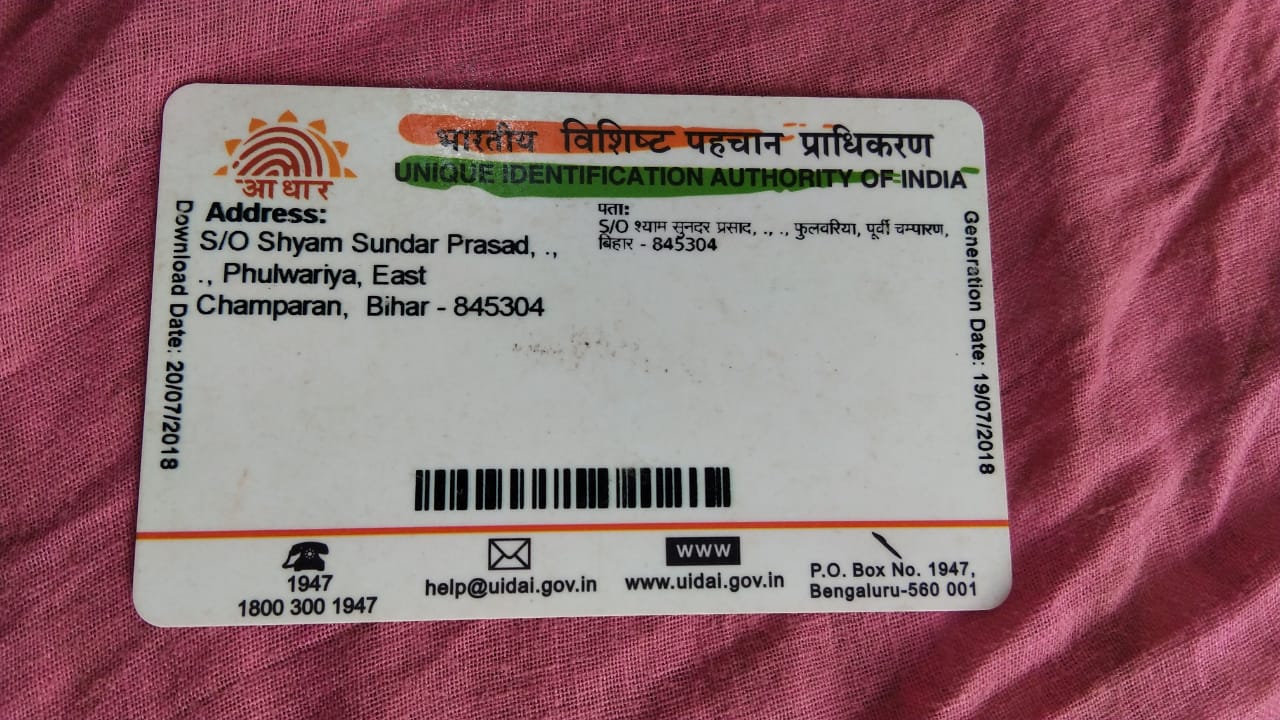 आधार
भारतीय विशिष्ट पहचान प्राधिकरण
UNIQUE IDENTIFICATION AUTHORITY OF INDIA
Download Date: 20/07/2018
Address:
S/O Shyam Sundar Prasad, .,
., Phulwariya, East
Champaran, Bihar - 845304
पता:
S/O श्याम सुनदर प्रसाद, ., ., फुलवरिया, पूर्वी चम्पारण,
बिहार - 845304
Generation Date: 19/07/2018
1947
1800 300 1947
help@uidai.gov.in
www
www.uidai.gov.in
P.O. Box No. 1947,
Bengaluru-560 001